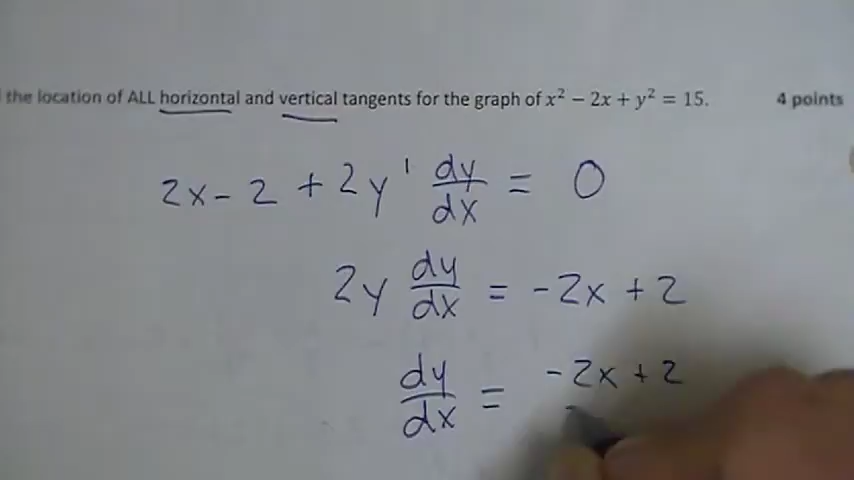 the location of ALL horizontal and vertical tangents for the graph of x² − 2x + y² = 15. 4 points
2x - 2 + 2y¹ dy/dx = 0
2y dy/dx = -2x + 2
dy/dx = -2x + 2